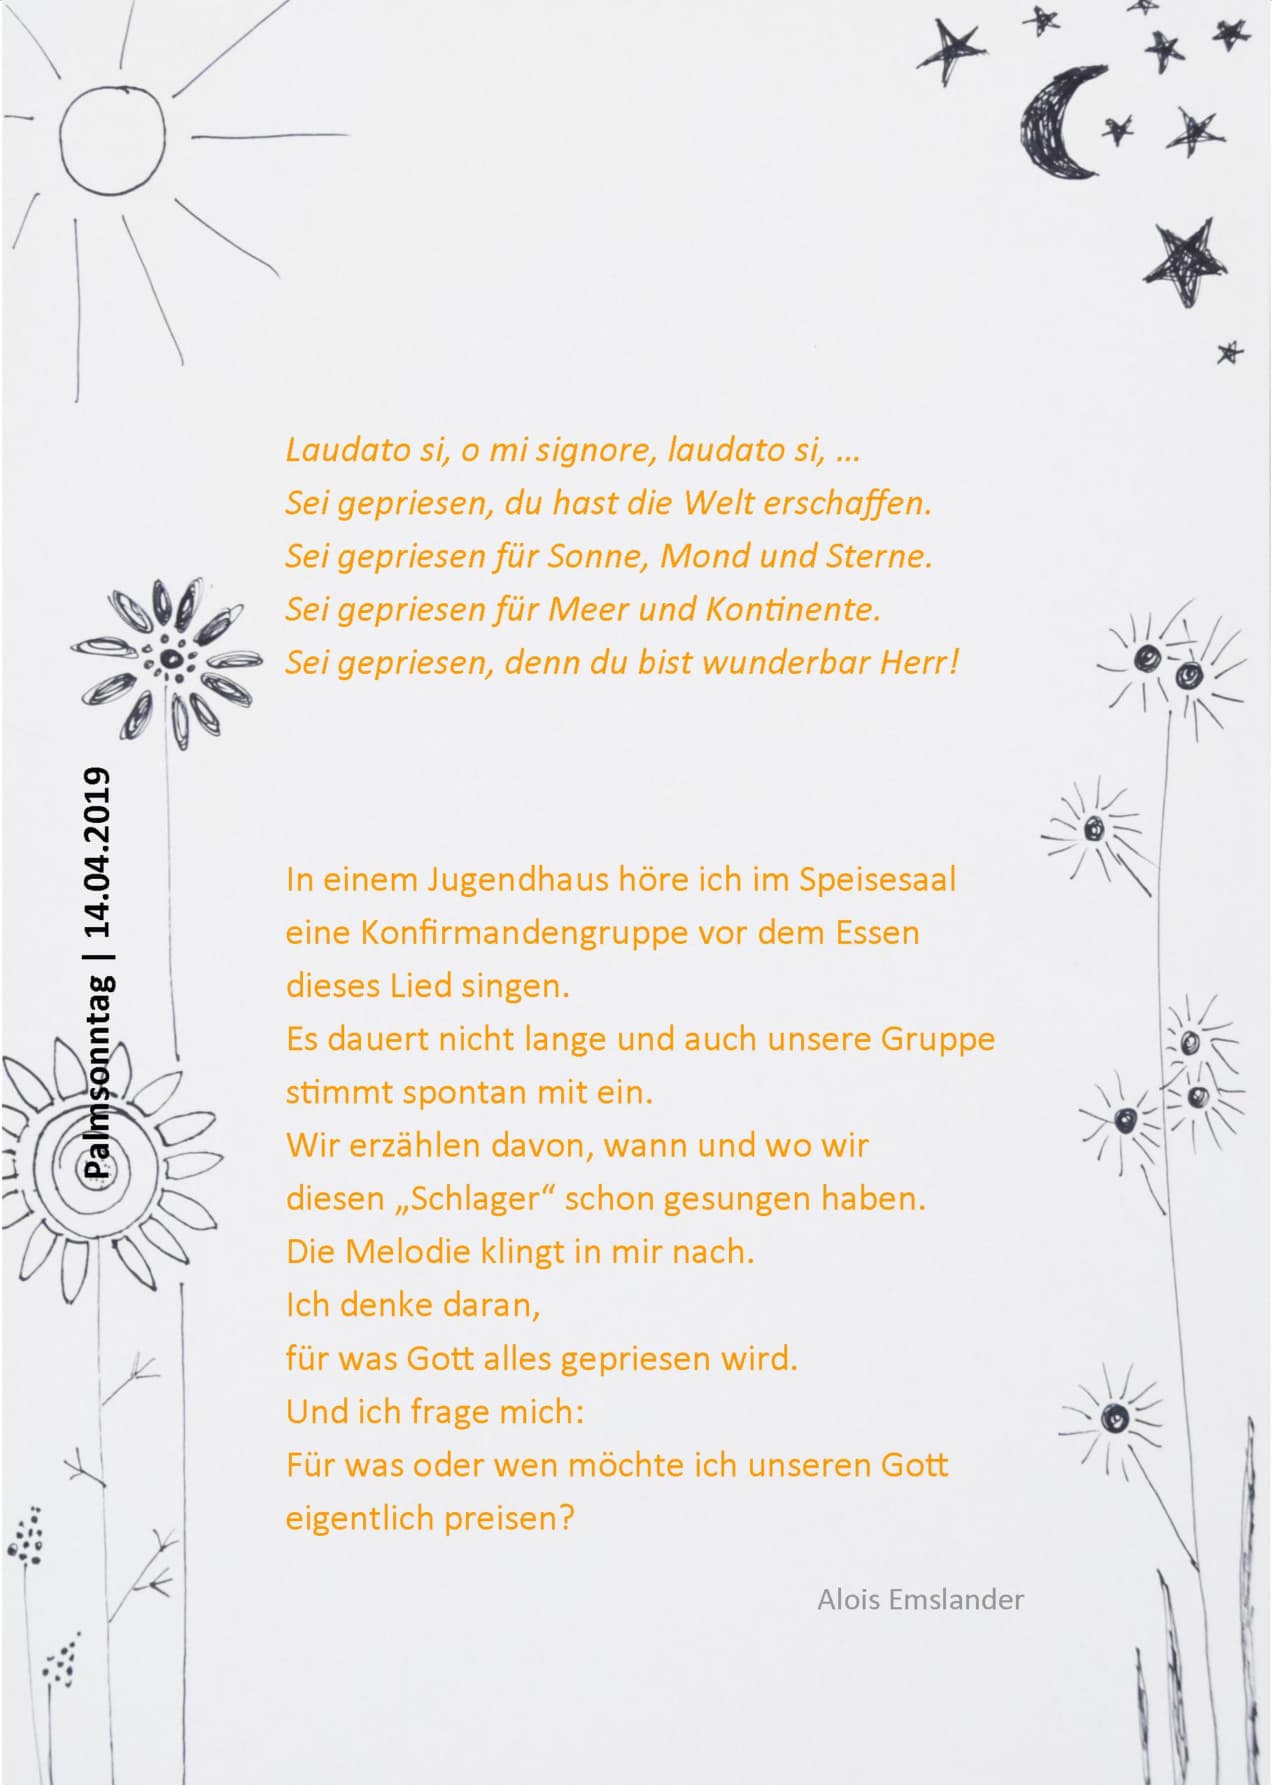 Laudato si, o mi signore, laudato si, ...
Sei gepriesen, du hast die Welt erschaffen.
Sei gepriesen für Sonne, Mond und Sterne.
Sei gepriesen für Meer und Kontinente.
Sei gepriesen, denn du bist wunderbar Herr!
Palmsonntag | 14.04.2019
In einem Jugendhaus höre ich im Speisesaal
eine Konfirmandengruppe vor dem Essen
dieses Lied singen.
Es dauert nicht lange und auch unsere Gruppe
stimmt spontan mit ein.
Wir erzählen davon, wann und wo wir
diesen „Schlager“ schon gesungen haben.
Die Melodie klingt in mir nach.
Ich denke daran,
für was Gott alles gepriesen wird.
Und ich frage mich:
Für was oder wen möchte ich unseren Gott
eigentlich preisen?
Alois Emslander